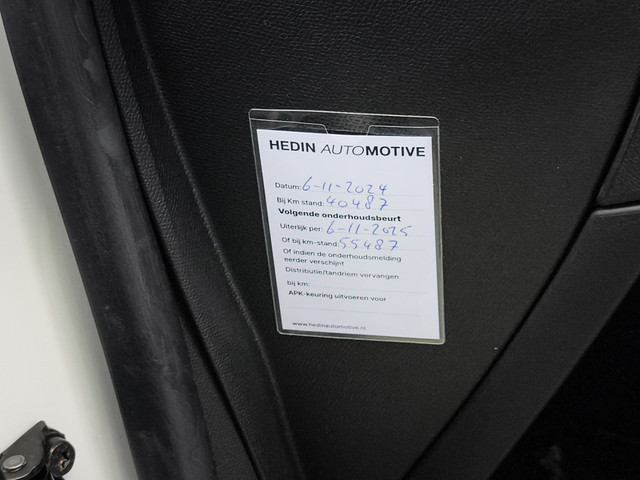 HEDIN AUTOMOTIVE
Datum: 6-11-2024
Bij Km stand: 40487
Volgende onderhoudsbeurt
Uiterlijk per: 6-11-2025
Of bij km-stand: 55487
Of indien de onderhoudsmelding
eerder verschijnt
Distributie/tandriem vervangen
bij km:
APK-keuring uitvoeren voor
www.hedinautomotive.nl